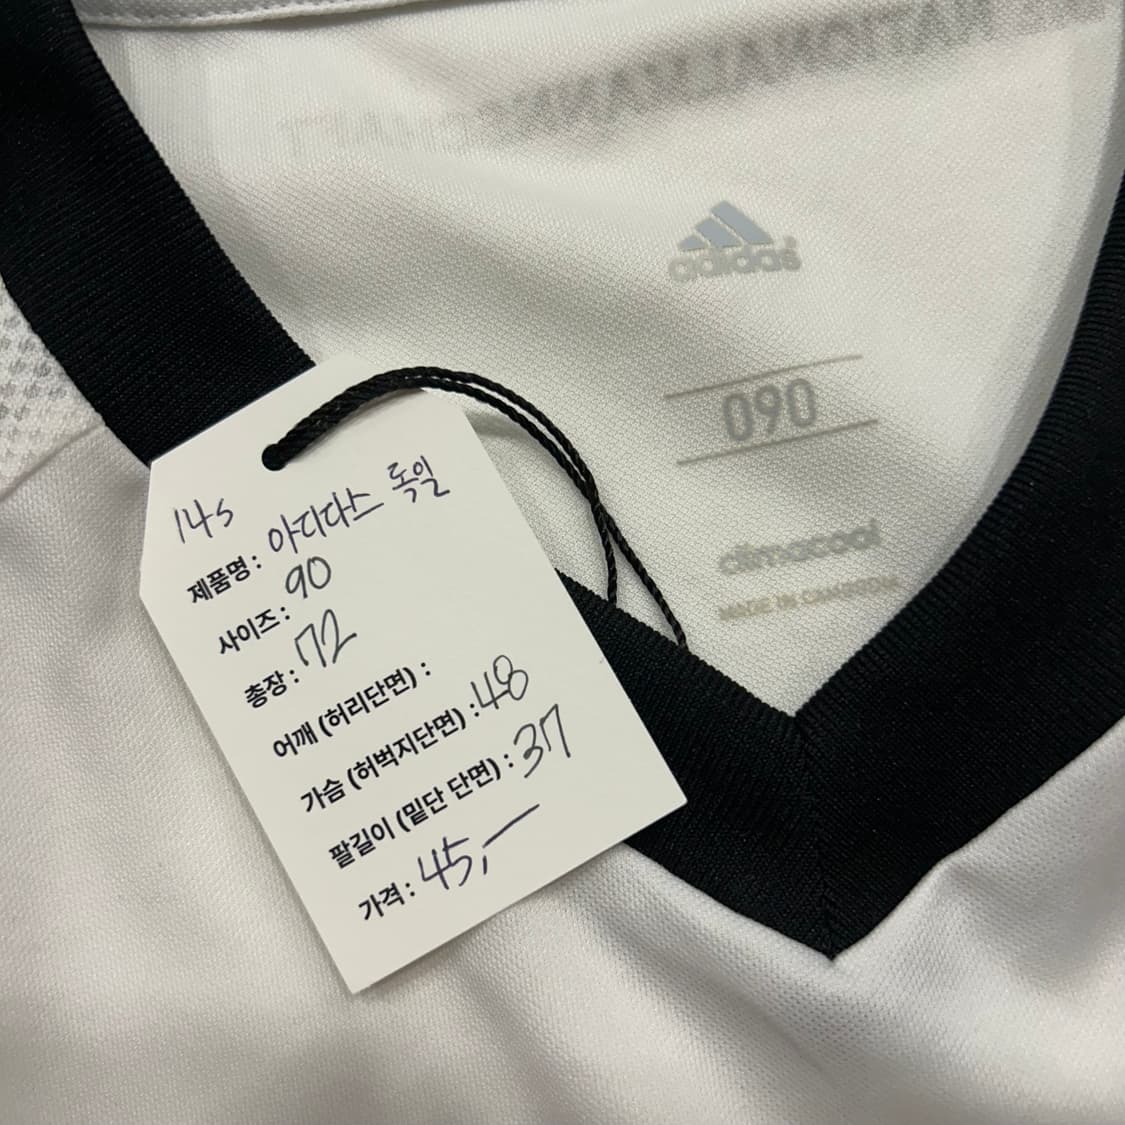 NATIONALMANNSCHAFT
adidas
090
climacool
MADE IN CAMBODIA
14s
제품명 : 아디다스 독일
사이즈 : 90
총장 : 72
어깨 (허리단면) :
가슴 (허벅지단면) : 48
팔길이 (밑단 단면) : 37
가격 : 45,-